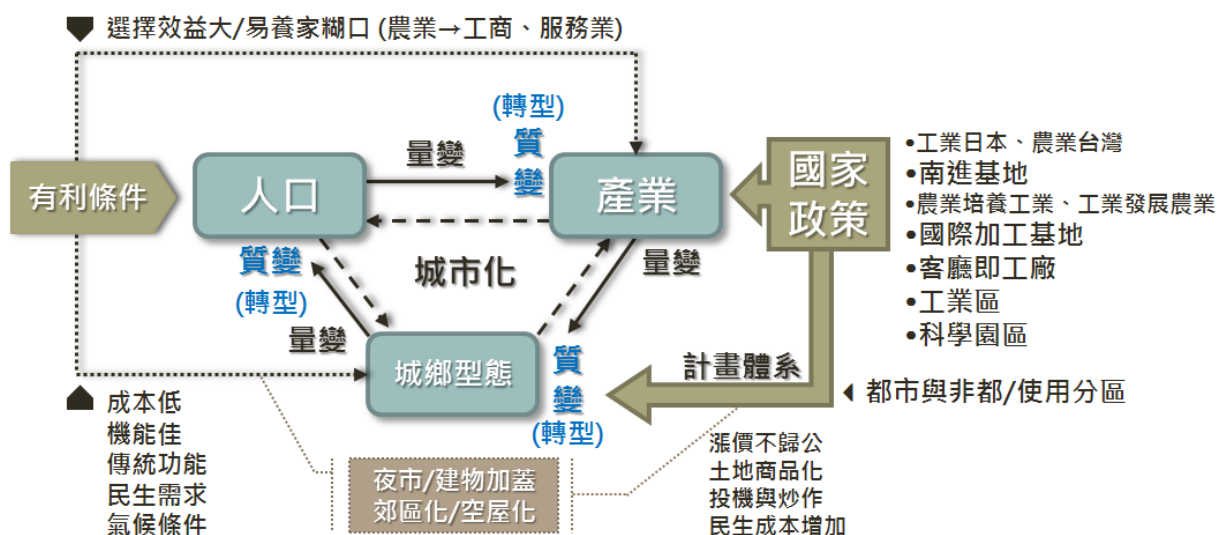 選擇效益大/易養家糊口 (農業→工商、服務業)
有利條件
人口
量變
(轉型)
質
變
產業
國家
政策
•工業日本、農業台灣
•南進基地
•農業培養工業、工業發展農業
•國際加工基地
•客廳即工廠
•工業區
•科學園區
質變
(轉型)
量變
城市化
量變
城鄉型態
質
變
(轉型)
計畫體系
都市與非都/使用分區
成本低
機能佳
傳統功能
民生需求
氣候條件
夜市/建物加蓋
郊區化/空屋化
漲價不歸公
土地商品化
投機與炒作
民生成本增加